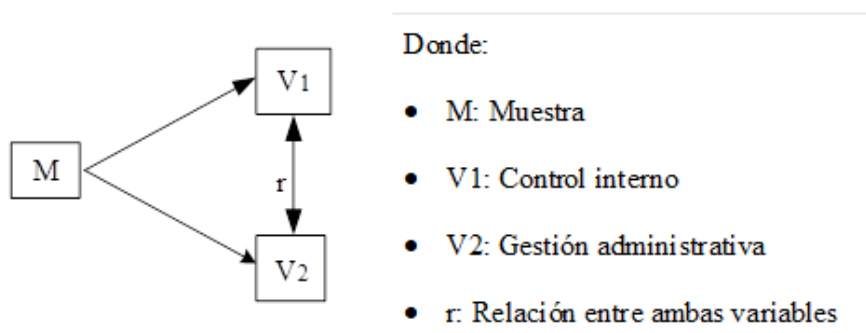 V1
M
r
V2
Donde:
• M: Muestra
• V1: Control interno
• V2: Gestión administrativa
• r: Relación entre ambas variables